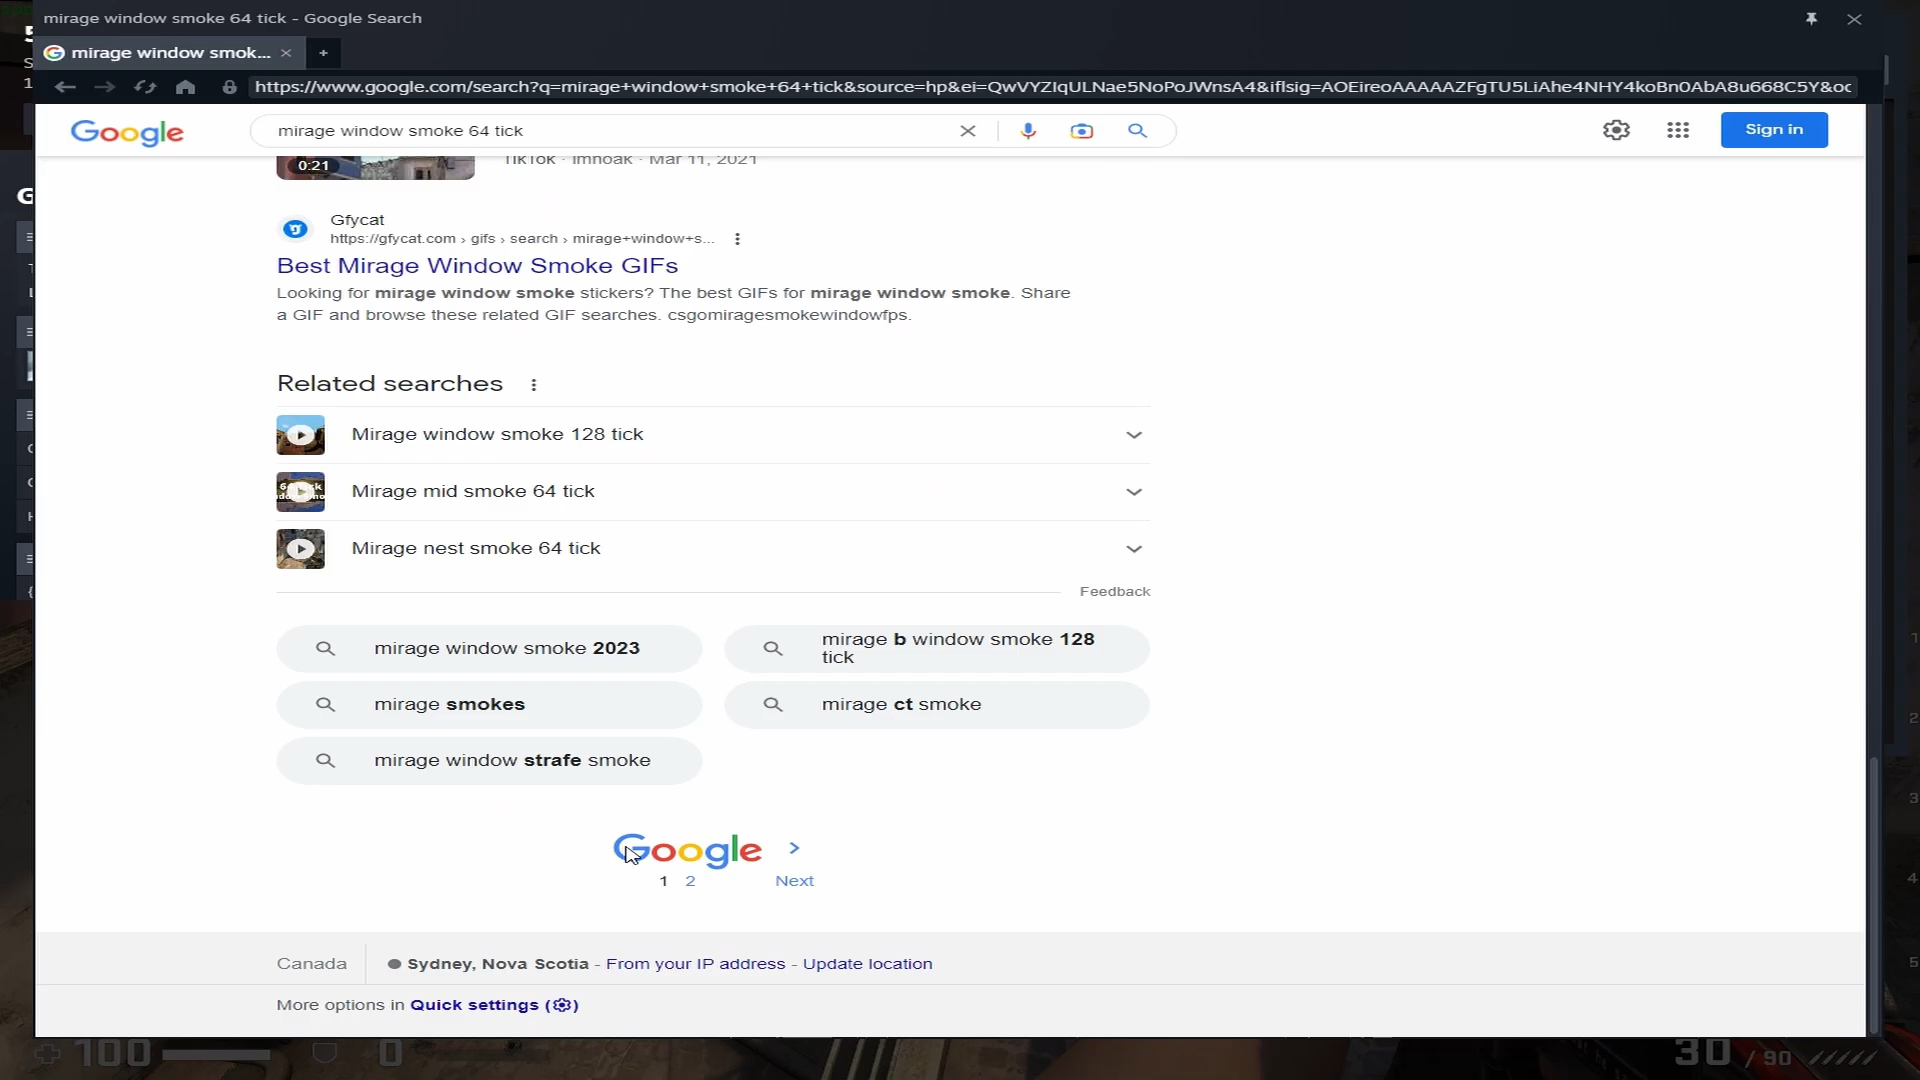 mirage window smoke 64 tick - Google Search
mirage window smok...
https://www.google.com/search?q=mirage+window+smoke+64+tick&source=hp&ei=QwVYZIqULNae5NoPoJWnsA4&iflsig=AOEireoAAAAAZFgTU5LiAhe4NHY4koBn0AbA8u668C5Y&oc
Google
mirage window smoke 64 tick
Sign in
0:21
TikTok · imnoak · Mar 11, 2021
Gfycat
https://gfycat.com › gifs › search › mirage+window+s...
Best Mirage Window Smoke GIFs
Looking for mirage window smoke stickers? The best GIFs for mirage window smoke. Share
a GIF and browse these related GIF searches. csgomiragesmokewindowfps.
Related searches
Mirage window smoke 128 tick
Mirage mid smoke 64 tick
Mirage nest smoke 64 tick
Feedback
mirage window smoke 2023
mirage b window smoke 128
tick
mirage smokes
mirage ct smoke
mirage window strafe smoke
Google
1 2 Next
Canada
Sydney, Nova Scotia - From your IP address - Update location
More options in Quick settings
100
0
30 / 90
1
2
3
4
5